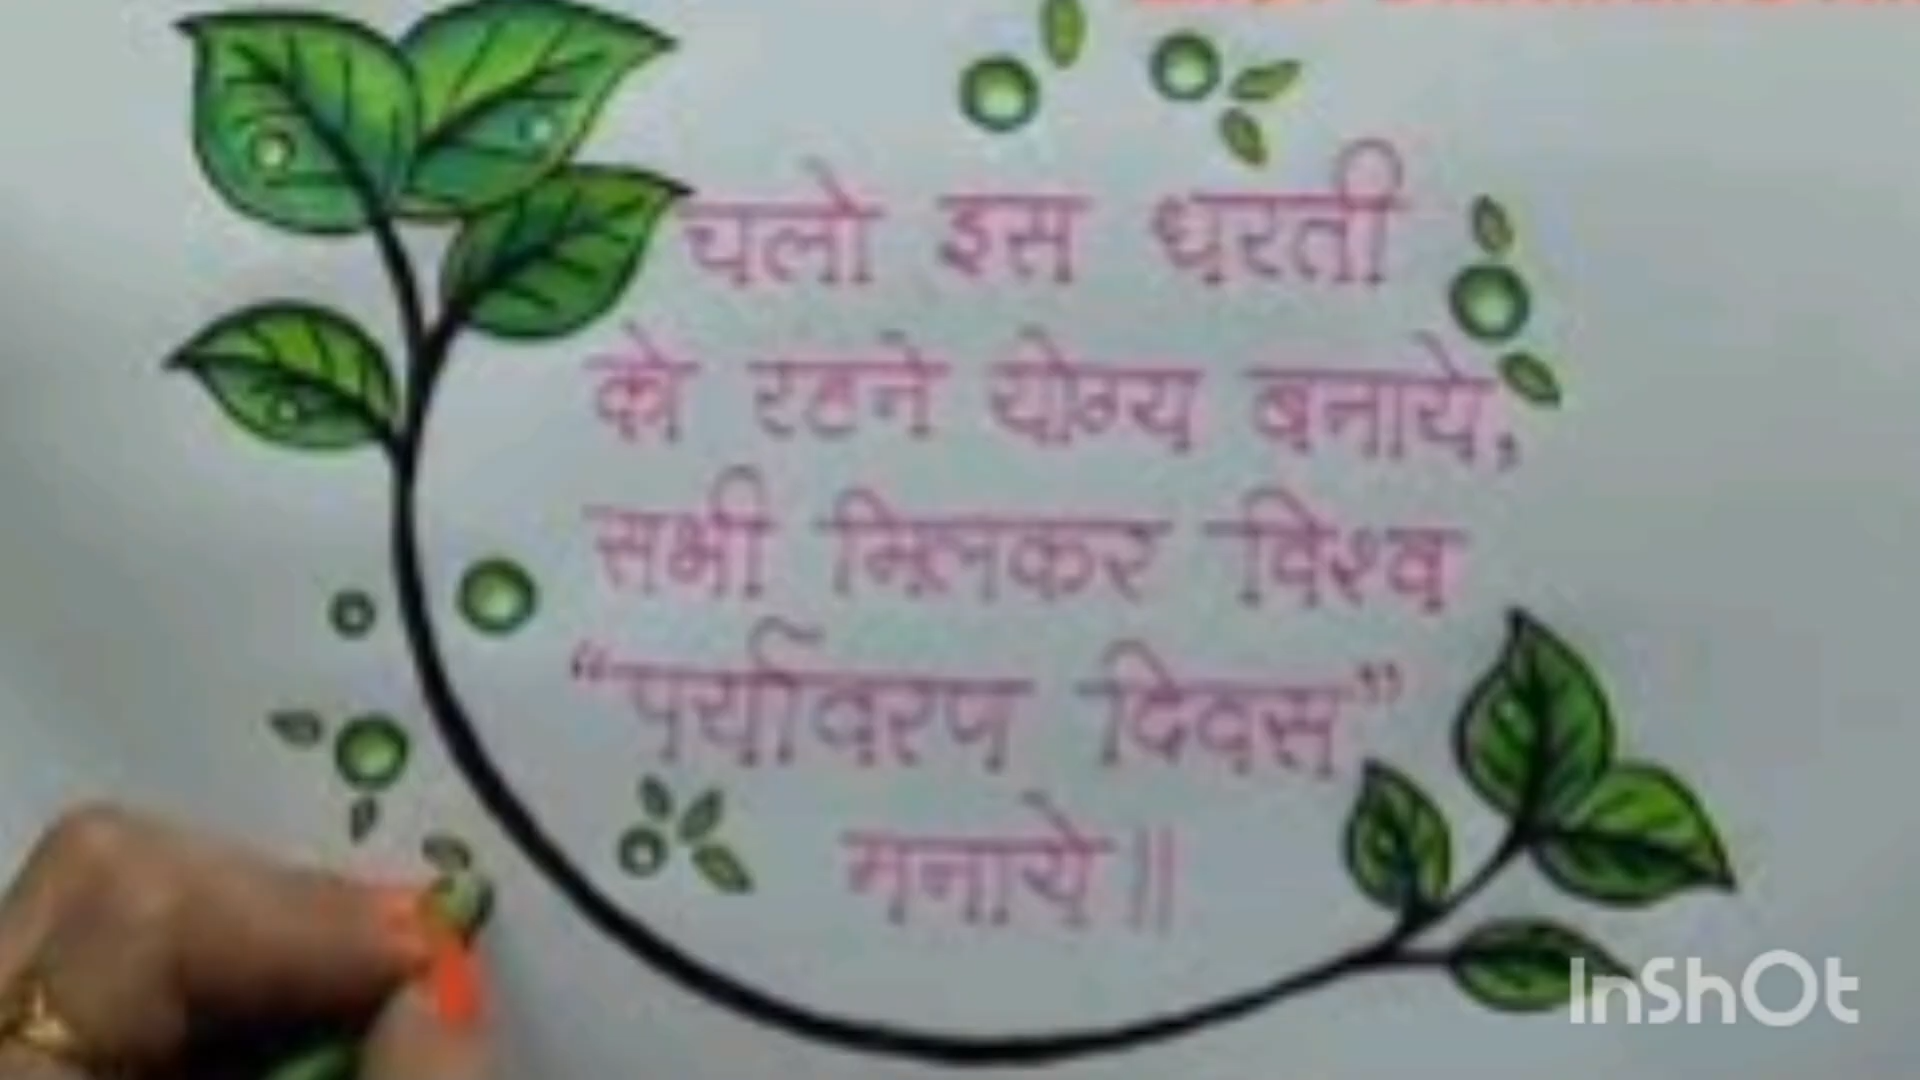 चलो इस धरती
को रहने योग्य बनाये,
सभी मिलकर विश्व
“पर्यावरण दिवस”
मनाये||
InShOt